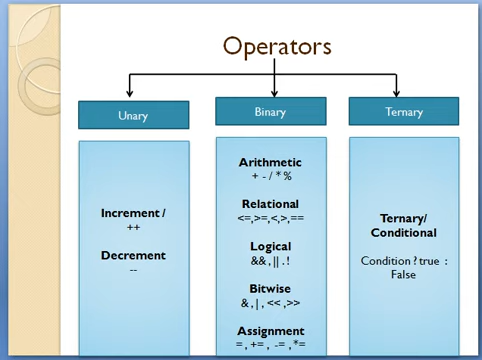 Operators
Unary
Binary
Ternary
Increment /
++
Decrement
--
Arithmetic
+ - / * %
Relational
<=,>=,<,>,==
Logical
&& , || . !
Bitwise
& , | , << ,>>
Assignment
= , += , -= , *=
Ternary/
Conditional
Condition ? true :
False